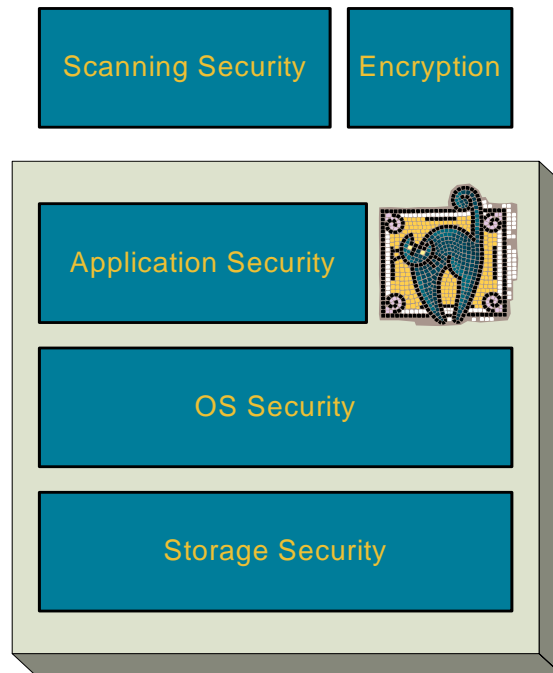 Scanning Security
Encryption
Application Security
OS Security
Storage Security